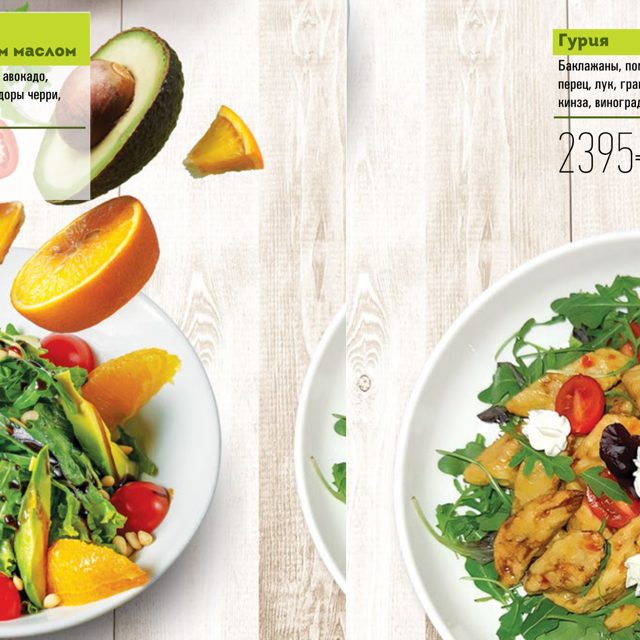 м маслом
авокадо,
доры черри,
Гурия
Баклажаны, по
перец, лук, гра
кинза, виноград
2395=